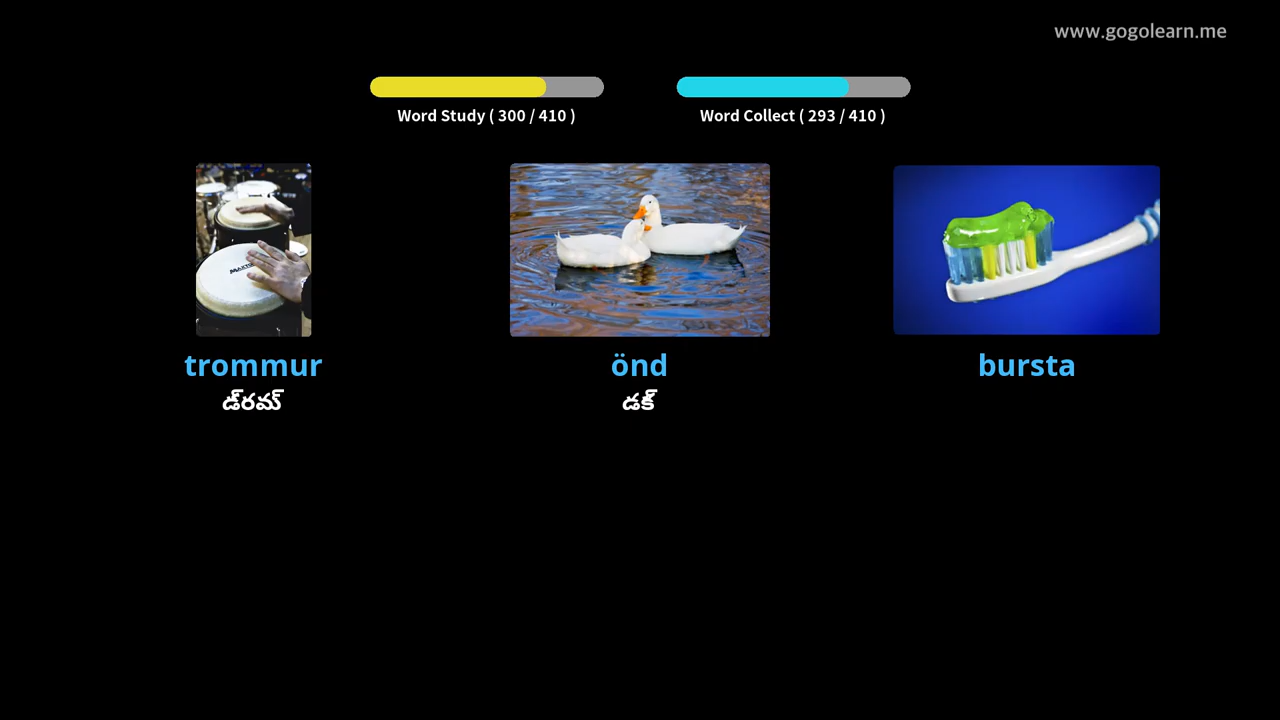 www.gogolearn.me
Word Study ( 300 / 410 )
Word Collect ( 293 / 410 )
trommur
önd
bursta
డ్రమ్
డక్